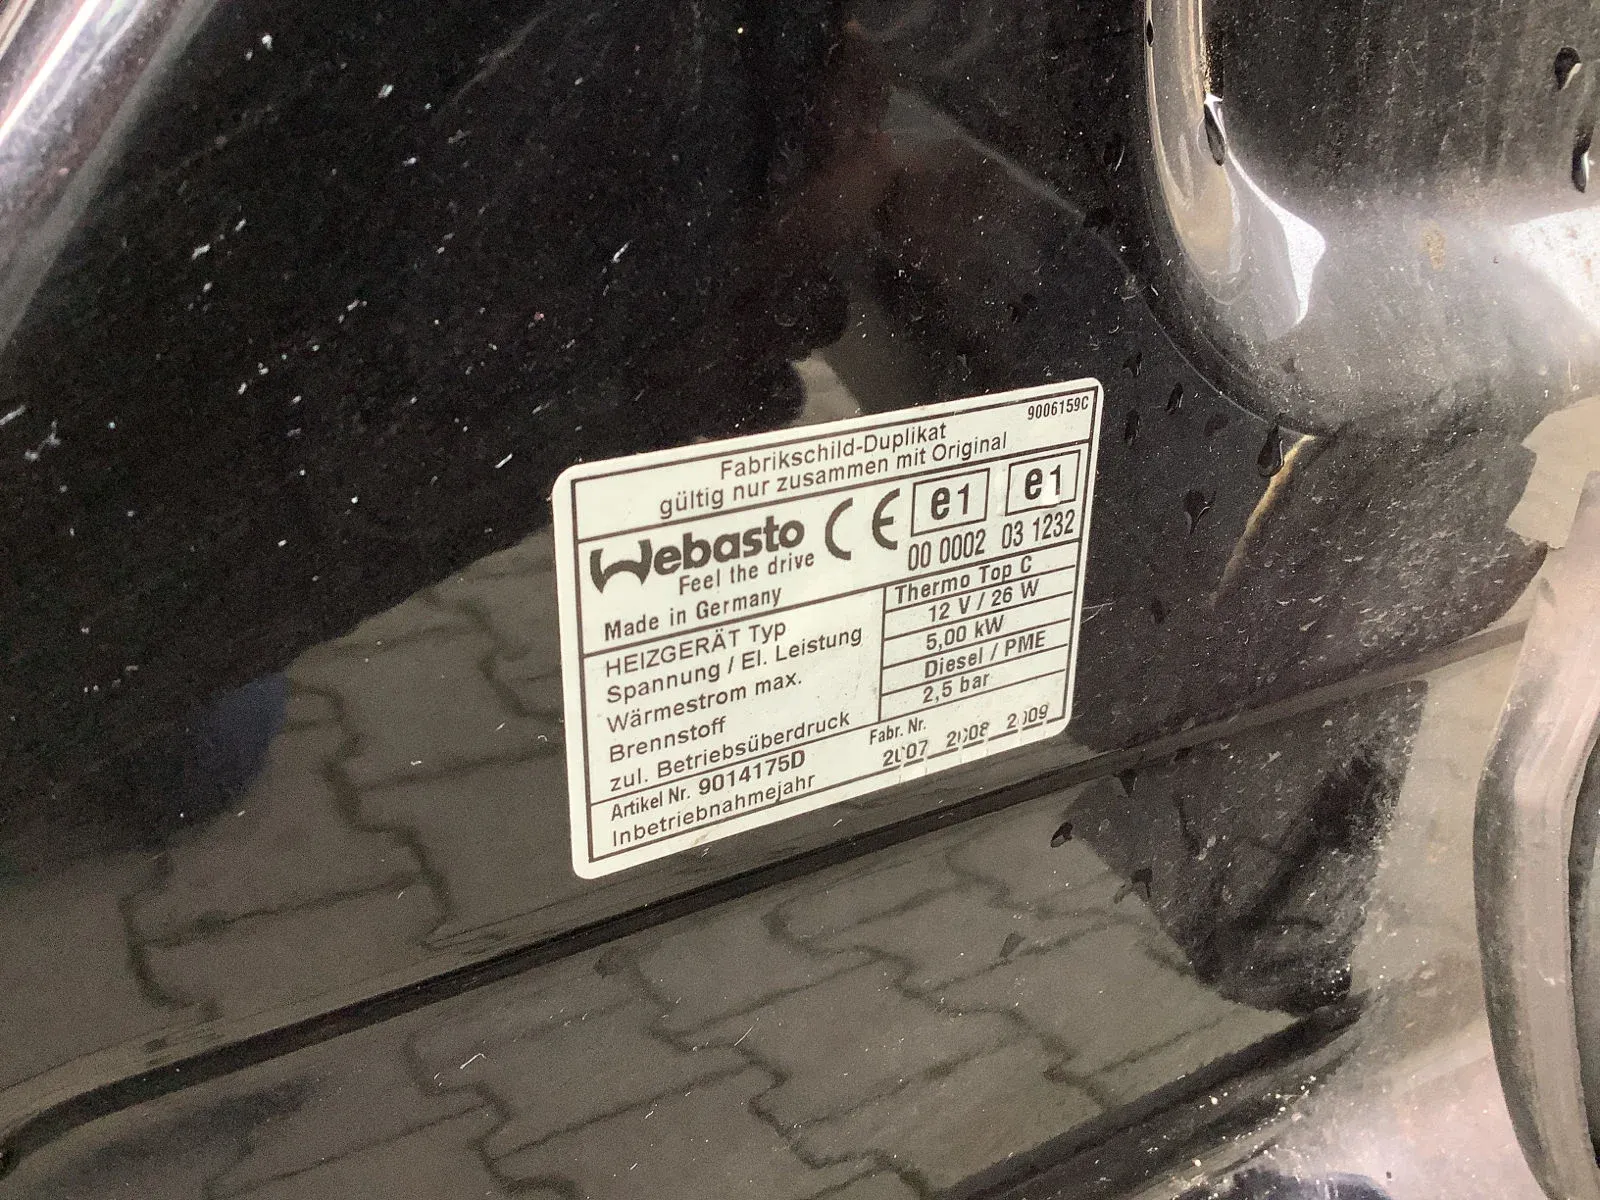 9006159C
Fabrikschild-Duplikat
gültig nur zusammen mit Original
Webasto CE e1 e1
Feel the drive 00 0002 03 1232
Made in Germany
HEIZGERÄT Typ Thermo Top C
Spannung / El. Leistung 12 V / 26 W
Wärmestrom max. 5,00 kW
Brennstoff Diesel / PME
zul. Betriebsüberdruck 2,5 bar
Artikel Nr. 9014175D Fabr. Nr.
Inbetriebnahmejahr 2007 2008 2009